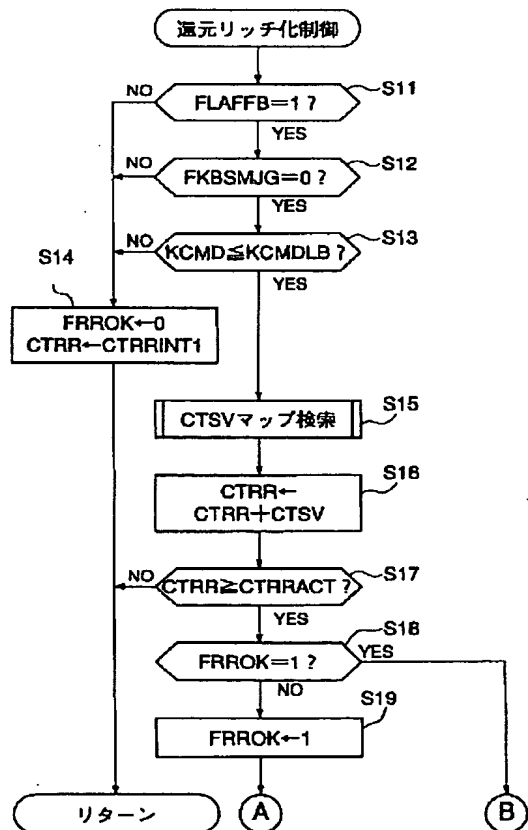 還元リッチ化制御
FLAFFB=1?
S11
NO
YES
FKBSMJG=0?
S12
NO
YES
KCMD≦KCMDLB?
S13
NO
YES
S14
FRROK←0
CTRR←CTRRINT1
CTSVマップ検索
S15
CTRR←
CTRR+CTSV
S16
CTRR≧CTRRACT?
S17
NO
YES
FRROK=1?
S18
YES
NO
FRROK←1
S19
リターン
A
B